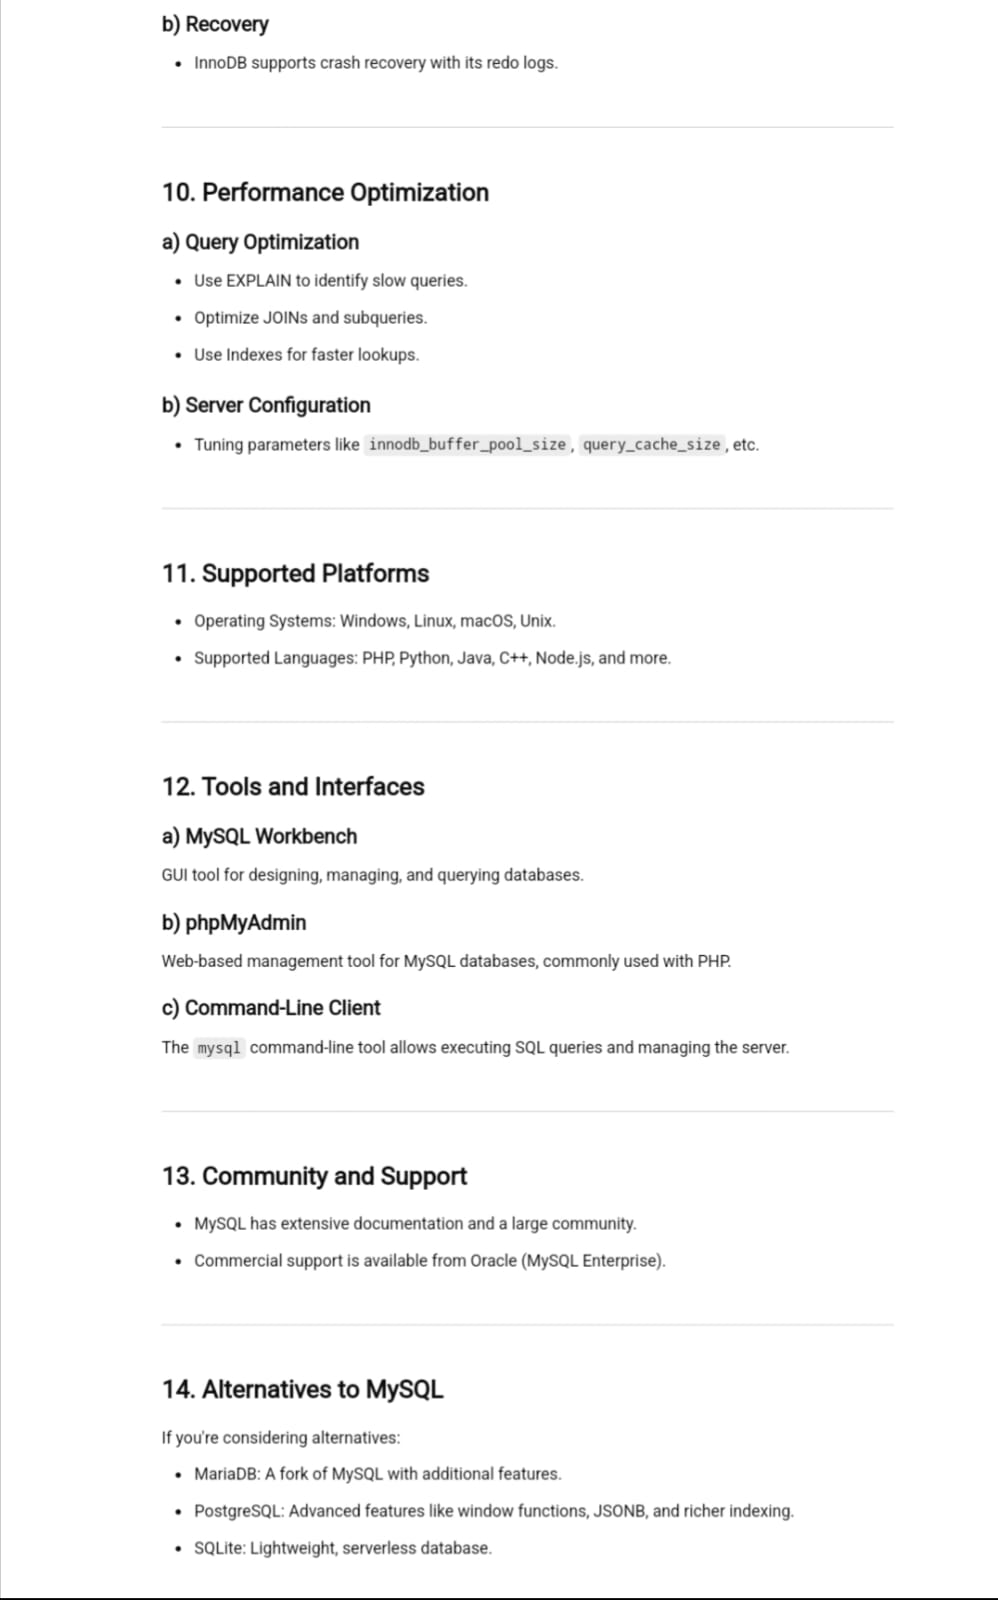 b) Recovery
• InnoDB supports crash recovery with its redo logs.
10. Performance Optimization
a) Query Optimization
• Use EXPLAIN to identify slow queries.
• Optimize JOINs and subqueries.
• Use Indexes for faster lookups.
b) Server Configuration
• Tuning parameters like innodb_buffer_pool_size, query_cache_size, etc.
11. Supported Platforms
• Operating Systems: Windows, Linux, macOS, Unix.
• Supported Languages: PHP, Python, Java, C++, Node.js, and more.
12. Tools and Interfaces
a) MySQL Workbench
GUI tool for designing, managing, and querying databases.
b) phpMyAdmin
Web-based management tool for MySQL databases, commonly used with PHP.
c) Command-Line Client
The mysql command-line tool allows executing SQL queries and managing the server.
13. Community and Support
• MySQL has extensive documentation and a large community.
• Commercial support is available from Oracle (MySQL Enterprise).
14. Alternatives to MySQL
If you're considering alternatives:
• MariaDB: A fork of MySQL with additional features.
• PostgreSQL: Advanced features like window functions, JSONB, and richer indexing.
• SQLite: Lightweight, serverless database.